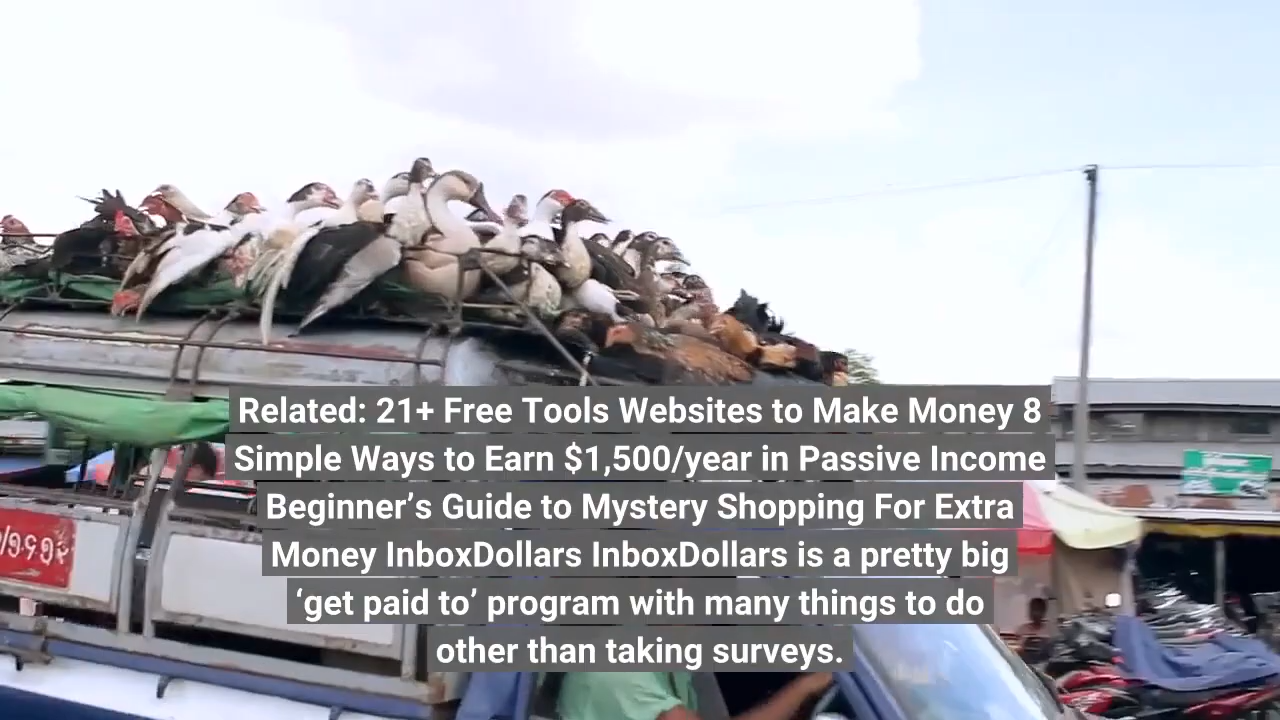 Related: 21+ Free Tools Websites to Make Money 8
Simple Ways to Earn $1,500/year in Passive Income
Beginner’s Guide to Mystery Shopping For Extra
Money InboxDollars InboxDollars is a pretty big
‘get paid to’ program with many things to do
other than taking surveys.